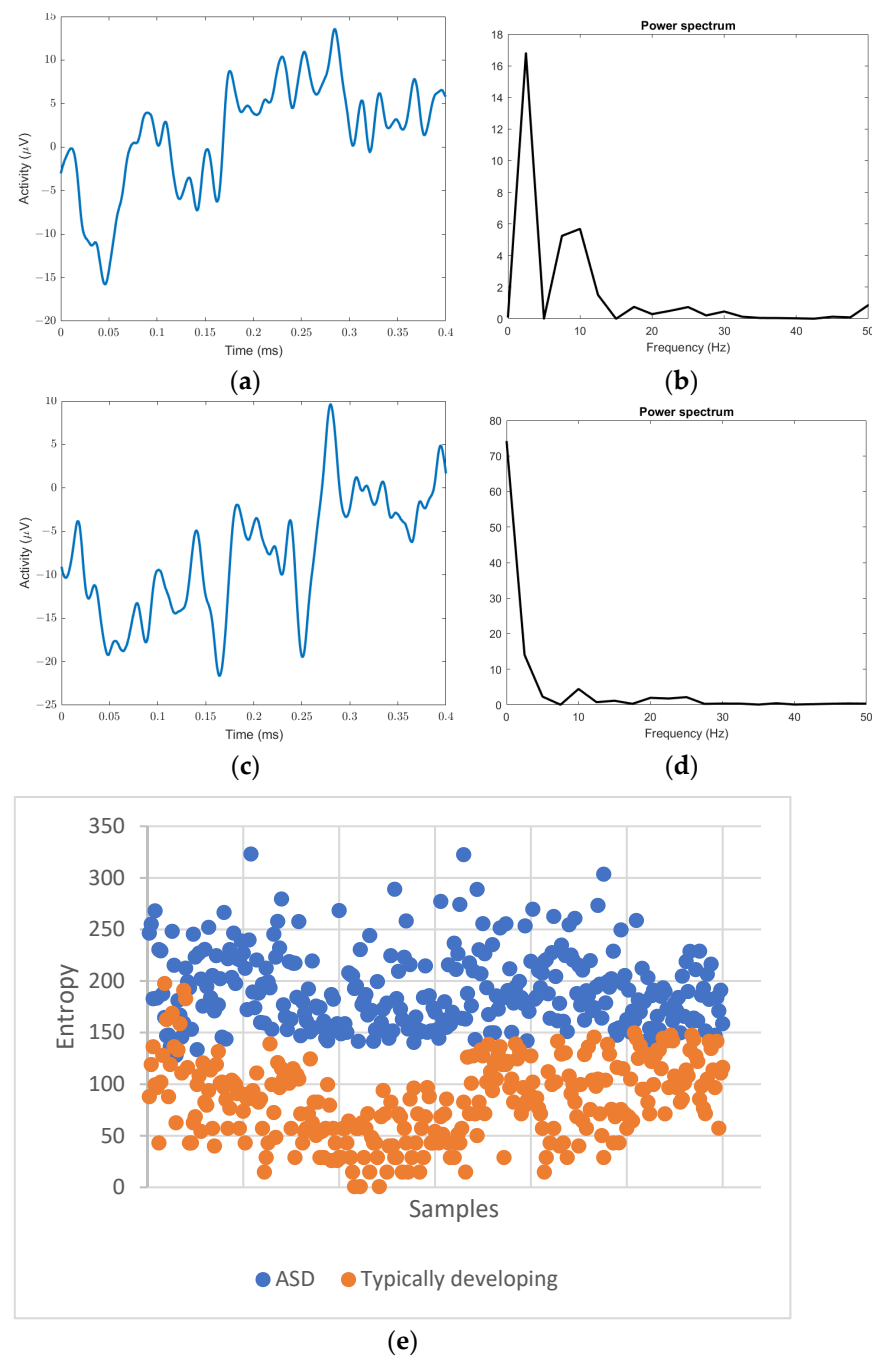 15
10
5
0
−5
−10
−15
−20
0 0.05 0.1 0.15 0.2 0.25 0.3 0.35 0.4
Activity (μV)
Time (ms)
(a)
Power spectrum
18
16
14
12
10
8
6
4
2
0
0 10 20 30 40 50
Frequency (Hz)
(b)
10
5
0
−5
−10
−15
−20
−25
0 0.05 0.1 0.15 0.2 0.25 0.3 0.35 0.4
Activity (μV)
Time (ms)
(c)
Power spectrum
80
70
60
50
40
30
20
10
0
0 10 20 30 40 50
Frequency (Hz)
(d)
350
300
250
200
150
100
50
0
Entropy
Samples
ASD Typically developing
(e)